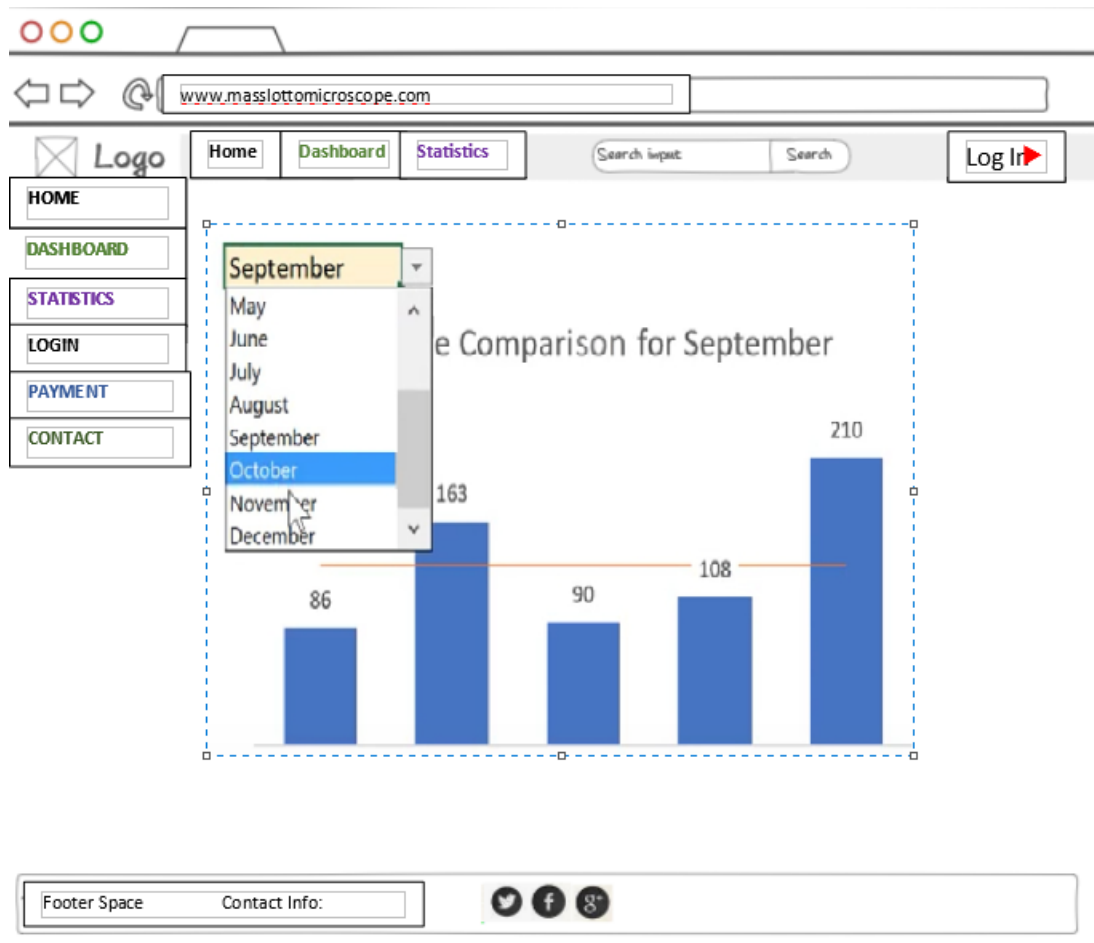 www.masslottomicroscope.com
Logo
Home Dashboard Statistics Search input Search Log In
HOME
DASHBOARD
STATISTICS
LOGIN
PAYMENT
CONTACT
September
May
June
July
August
September
October
November
December
e Comparison for September
86
163
90
108
210
Footer Space Contact Info: